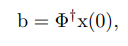 b = Φ†x(0),